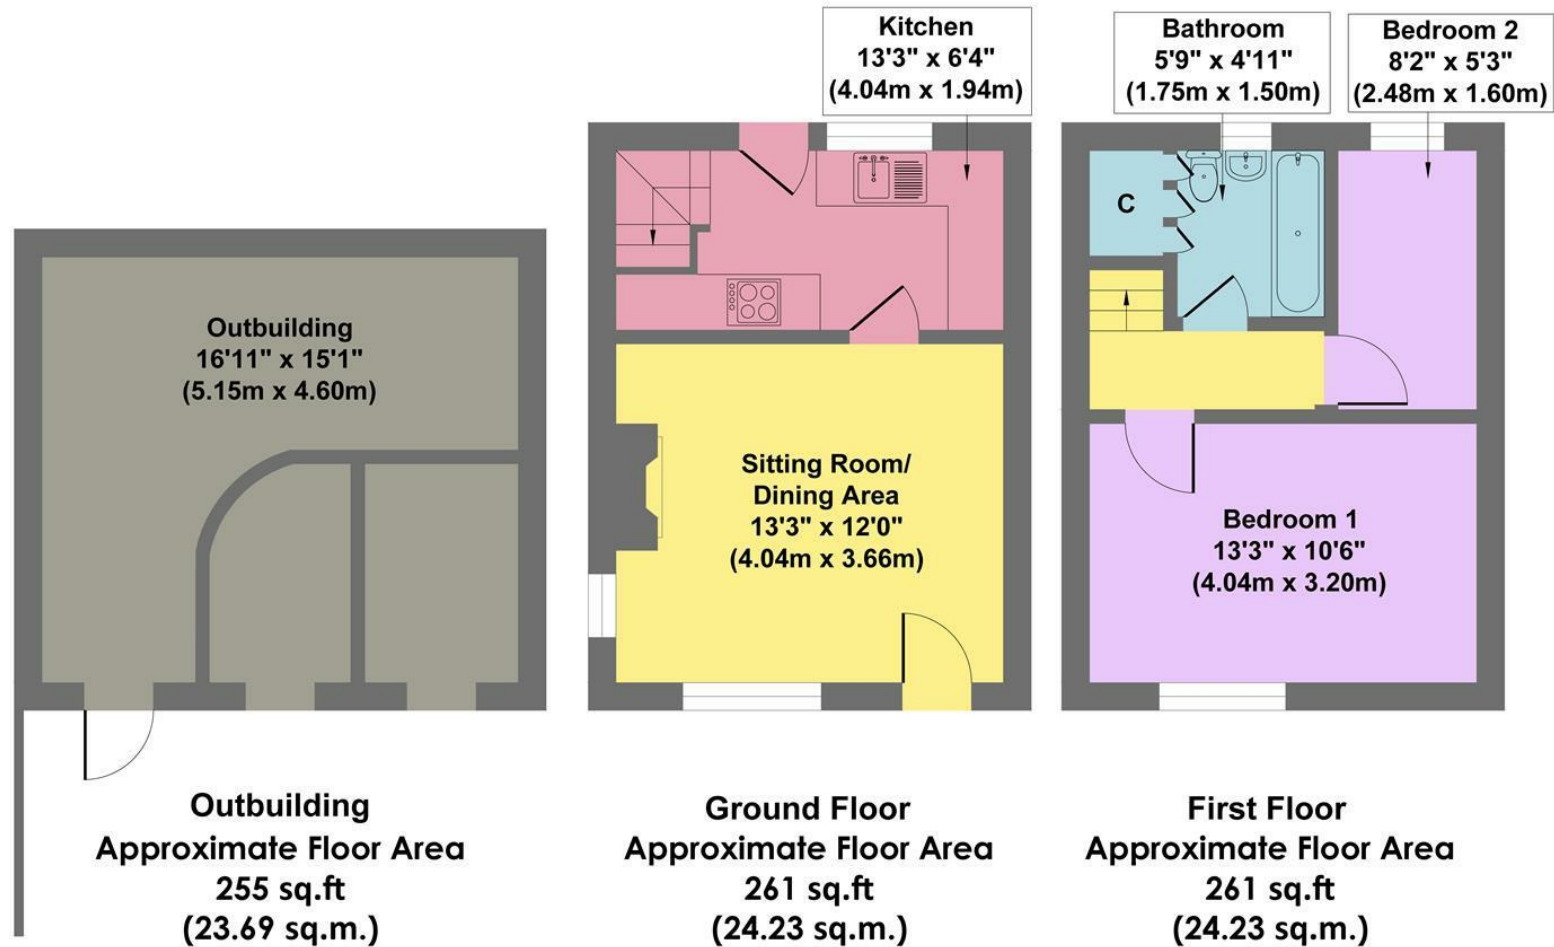 Kitchen
13'3" x 6'4"
(4.04m x 1.94m)
Bathroom
5'9" x 4'11"
(1.75m x 1.50m)
Bedroom 2
8'2" x 5'3"
(2.48m x 1.60m)
C
Outbuilding
16'11" x 15'1"
(5.15m x 4.60m)
Sitting Room/
Dining Area
13'3" x 12'0"
(4.04m x 3.66m)
Bedroom 1
13'3" x 10'6"
(4.04m x 3.20m)
Outbuilding
Approximate Floor Area
255 sq.ft
(23.69 sq.m.)
Ground Floor
Approximate Floor Area
261 sq.ft
(24.23 sq.m.)
First Floor
Approximate Floor Area
261 sq.ft
(24.23 sq.m.)